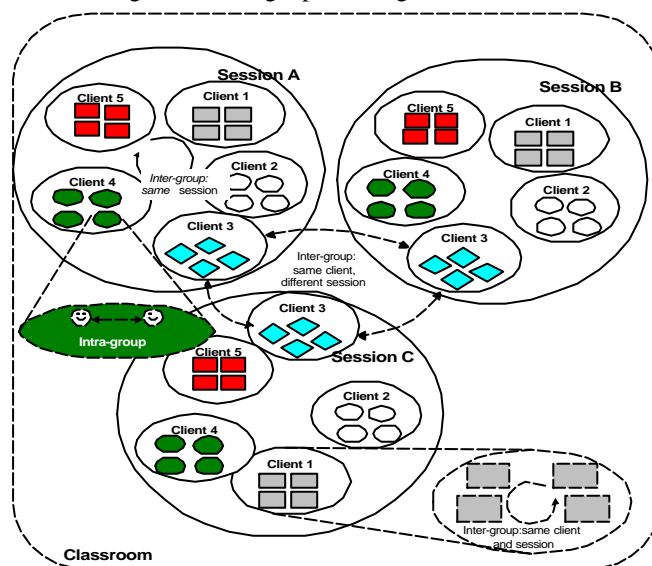 Session A
Client 5
Client 1
Inter-group:
same session
Client 2
Client 4
Client 3
Session B
Client 5
Client 1
Client 4
Client 2
Client 3
Inter-group:
same client,
different session
Intra-group
Client 3
Session C
Client 5
Client 2
Client 4
Client 1
Inter-group:same client
and session
Classroom